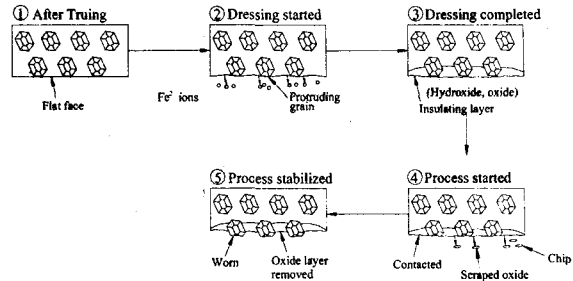 ① After Truing
② Dressing started
③ Dressing completed
Flat face
Fe² ions
Protruding
grain
(Hydroxide, oxide)
Insulating layer
⑤ Process stabilized
④ Process started
Worn
Oxide layer
removed
Contacted
Scraped oxide
Chip